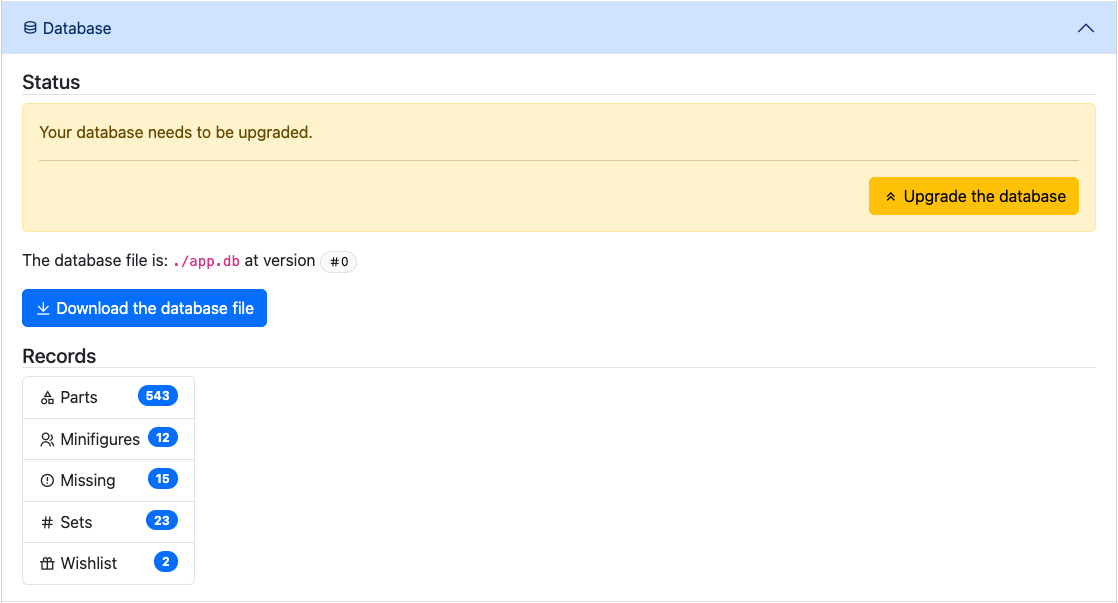 Database
Status
Your database needs to be upgraded.
Upgrade the database
The database file is: ./app.db at version #0
Download the database file
Records
Parts 543
Minifigures 12
Missing 15
Sets 23
Wishlist 2